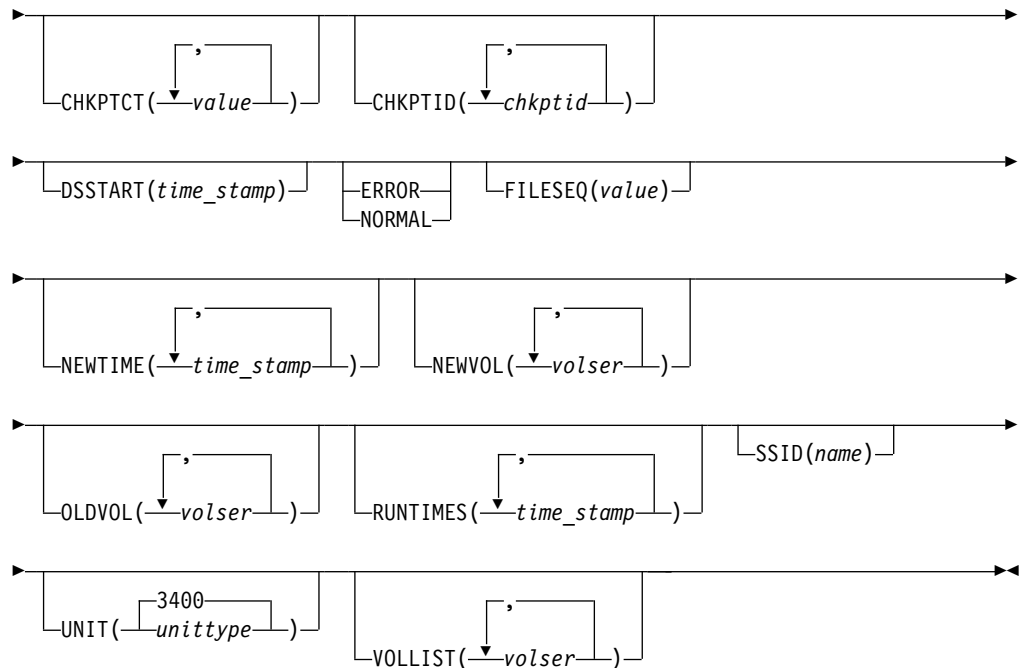 , ,
CHKPTCT( value ) CHKPTID( chkptid )
DSSTART(time_stamp) ERROR FILESEQ(value)
NORMAL
, ,
NEWTIME( time_stamp ) NEWVOL( volser )
, , SSID(name)
OLDVOL( volser ) RUNTIMES( time_stamp )
3400 ,
UNIT( unittype ) VOLLIST( volser )